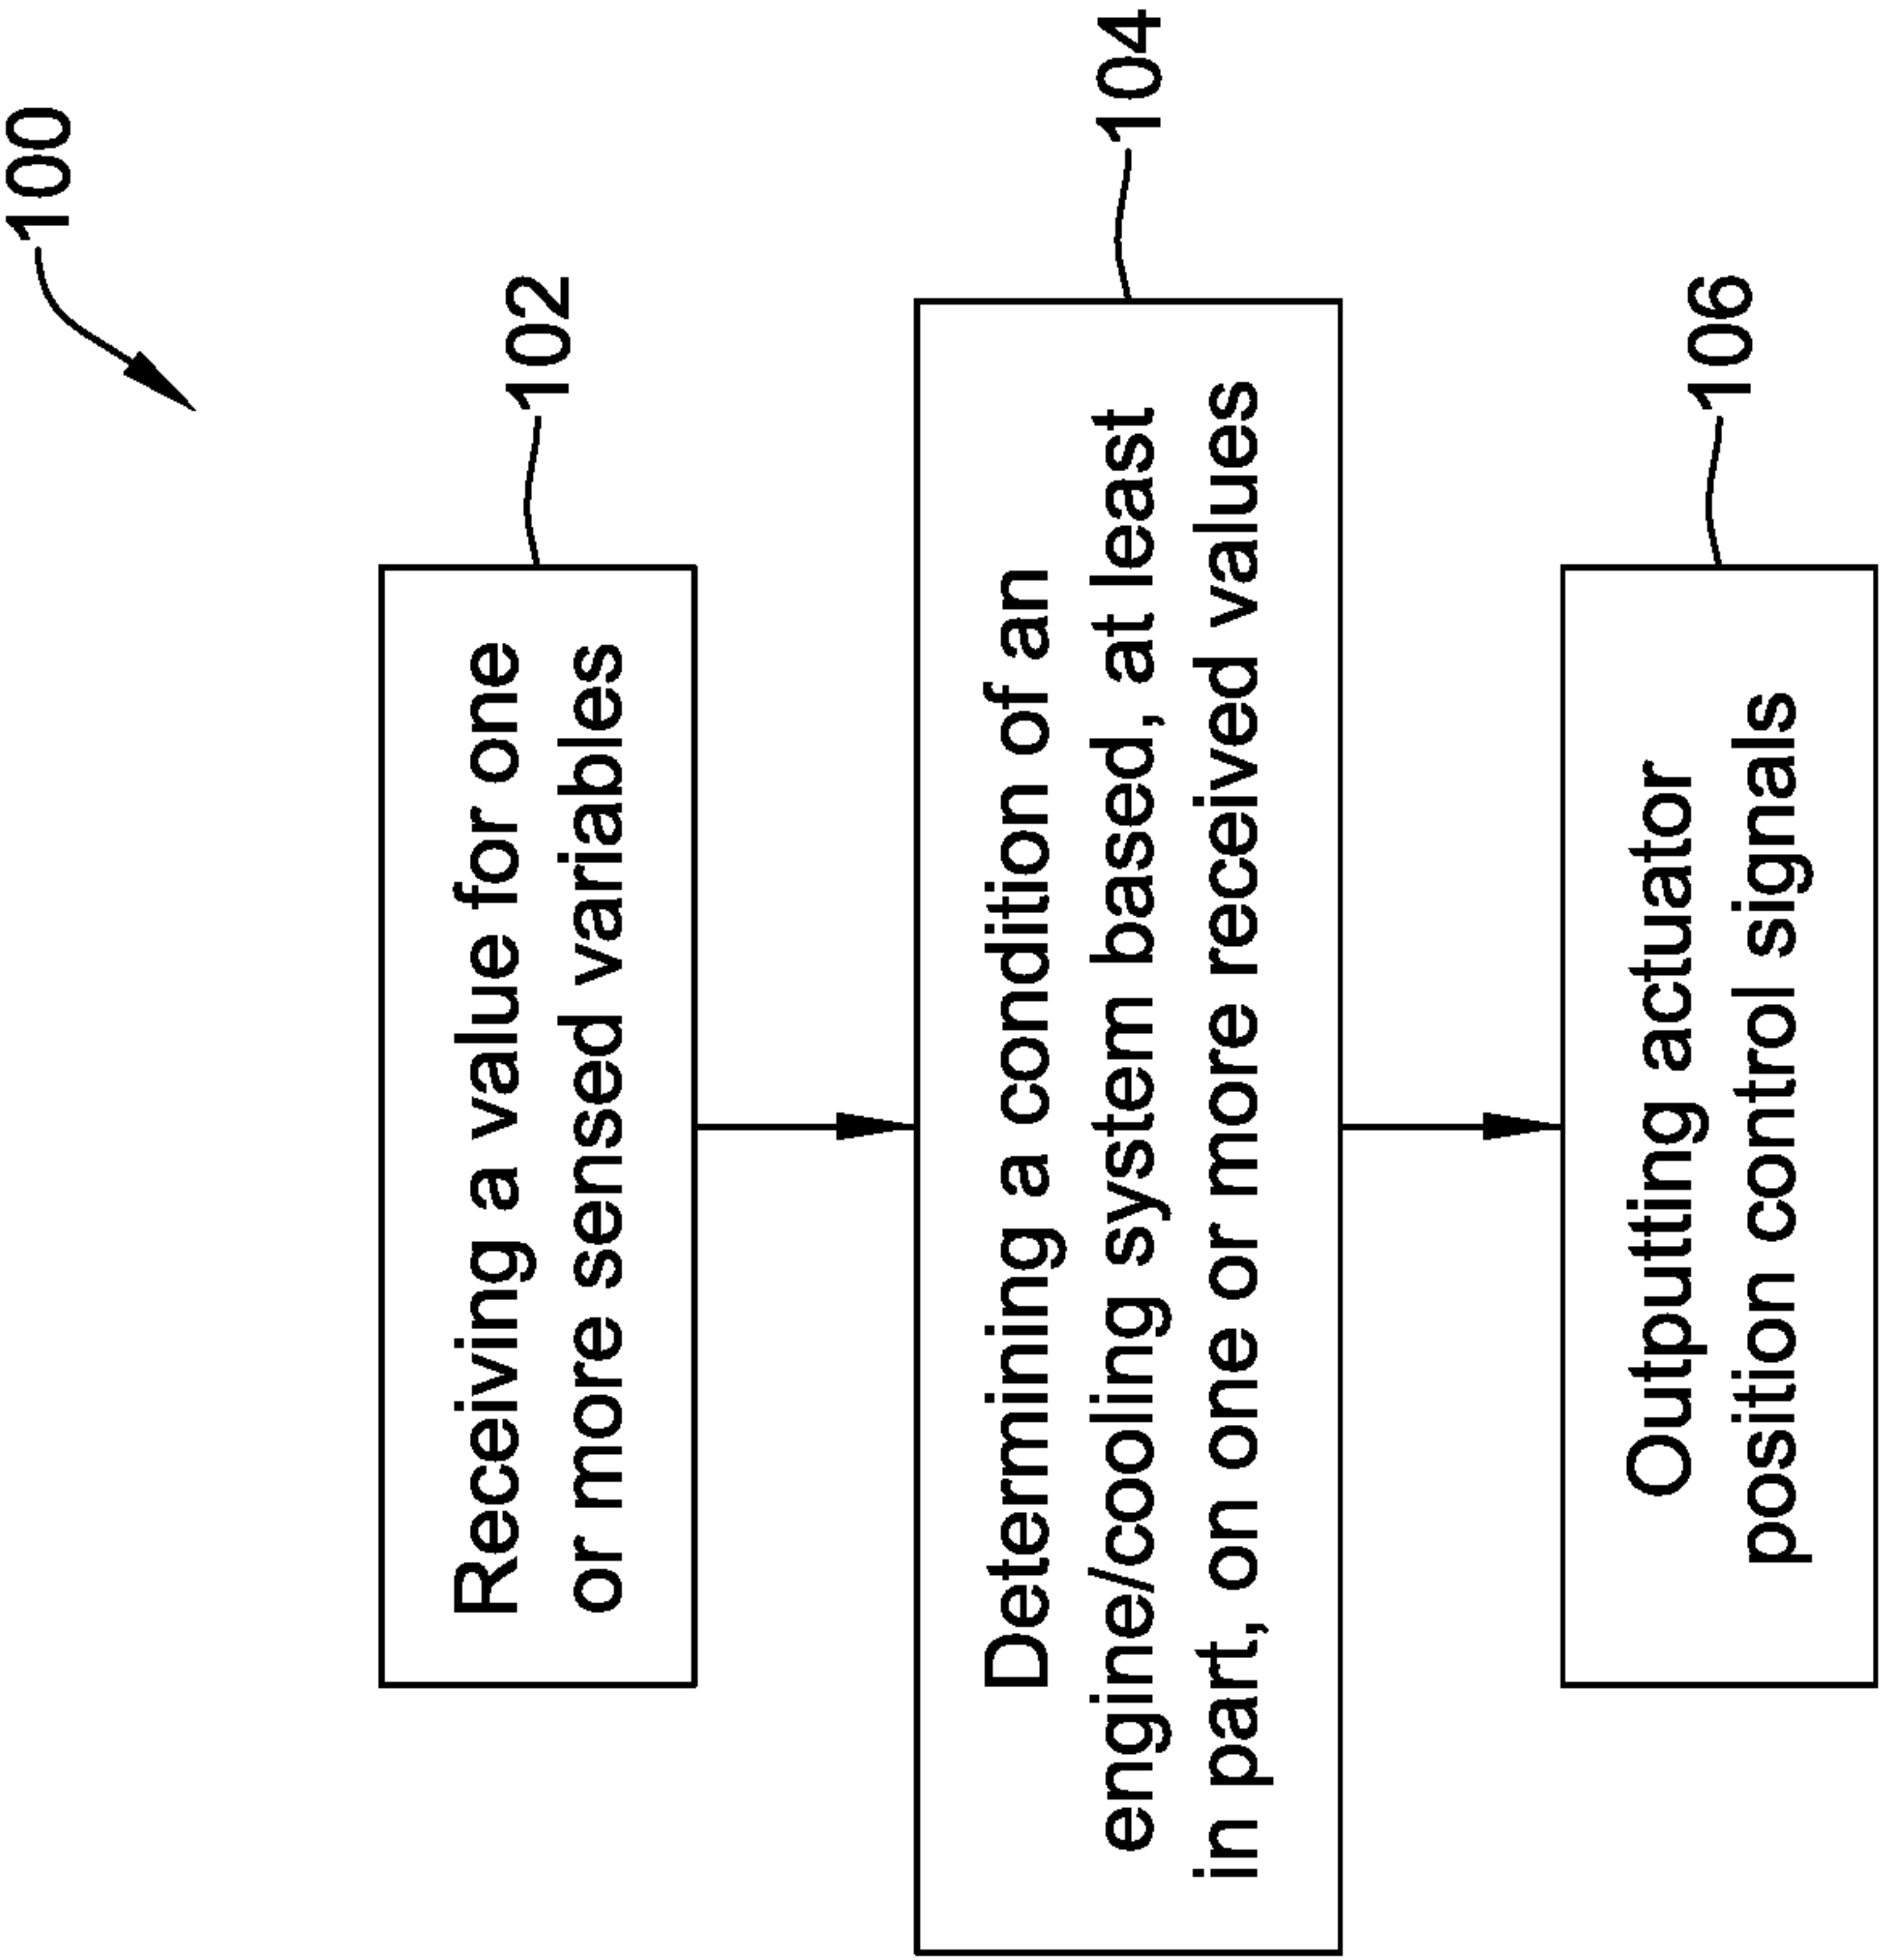 100
102
Receiving a value for one
or more sensed variables
104
Determining a condition of an
engine/cooling system based, at least
in part, on one or more received values
106
Outputting actuator
position control signals